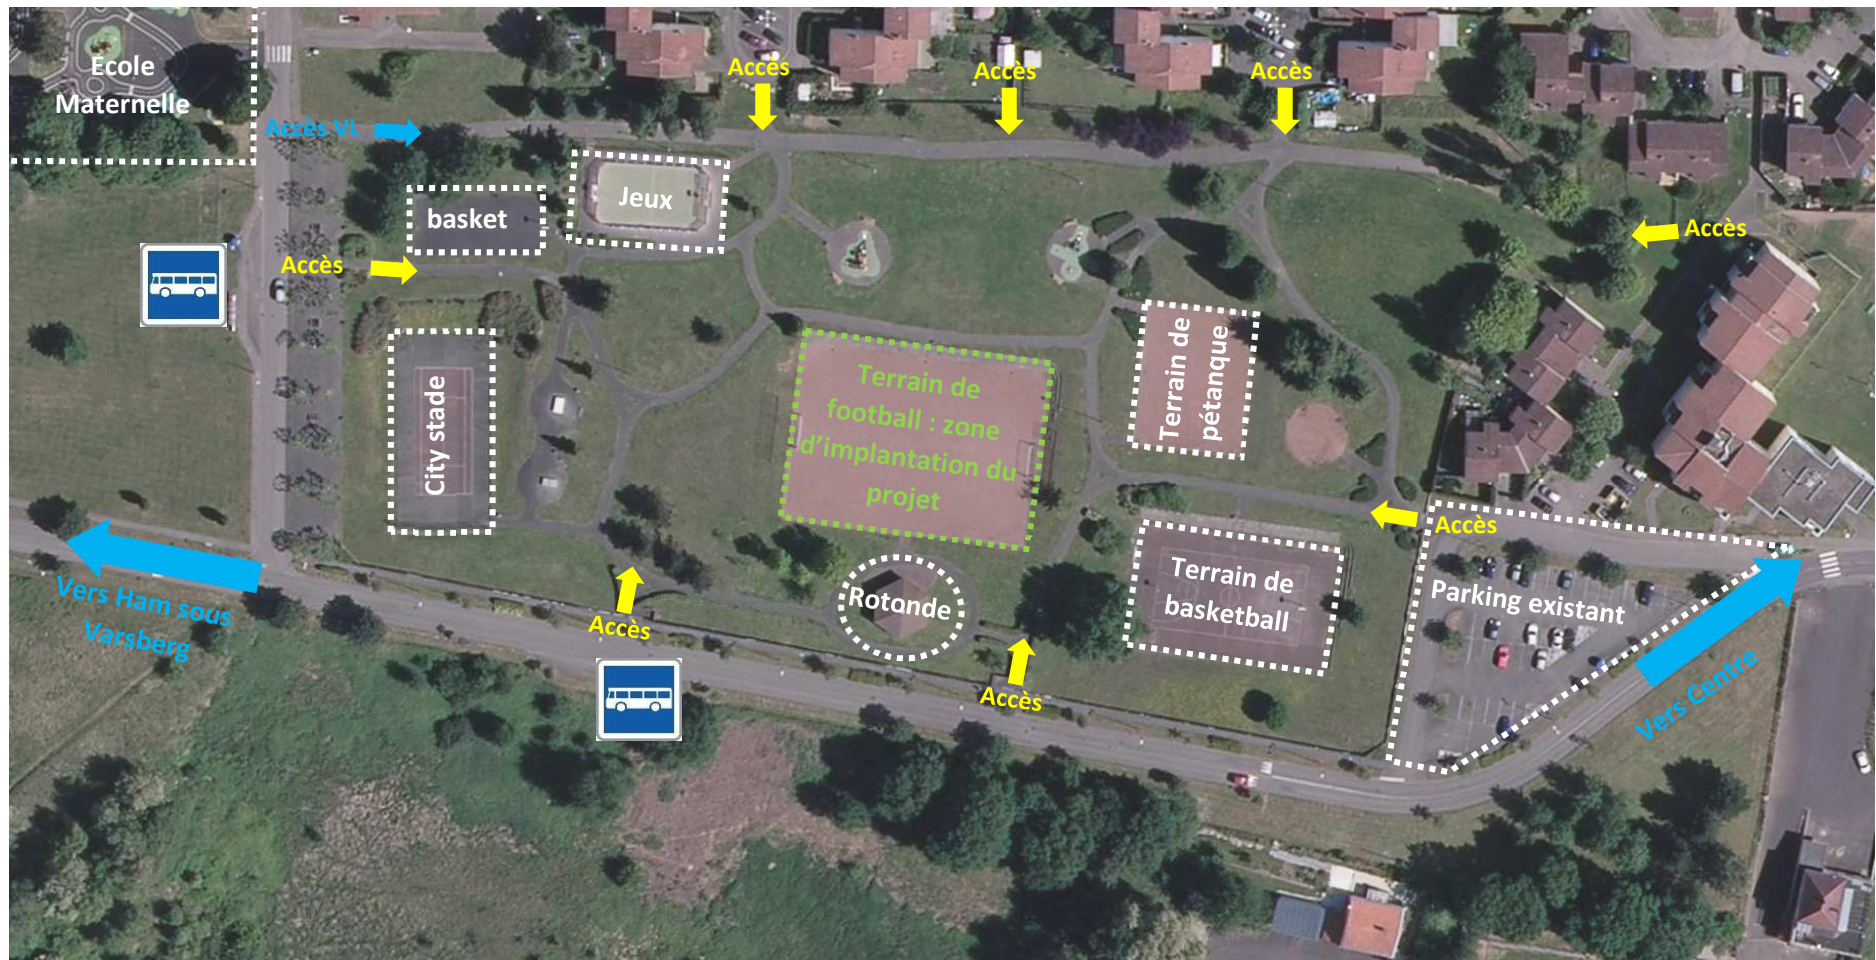 Ecole
Maternelle
Accès
Accès
Accès
Accès VL
Jeux
basket
Accès
Accès
City stade
Terrain de
football : zone
d'implantation du
projet
Terrain de
pétanque
Accès
Vers Ham sous
Varsberg
Accès
Rotonde
Terrain de
basketball
Parking existant
Accès
Vers Centre